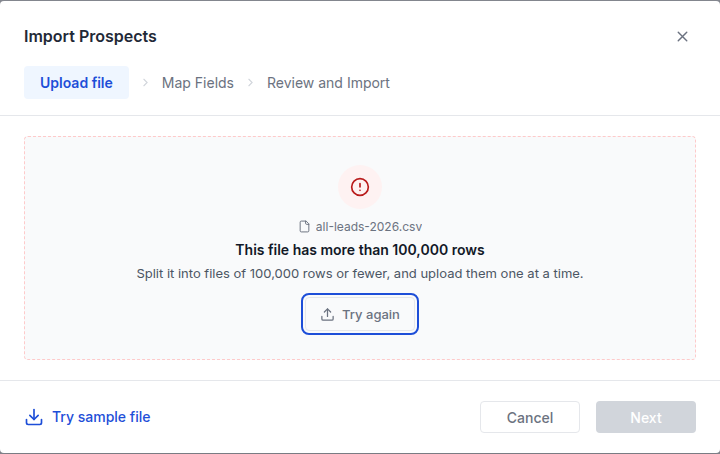 Import Prospects
Upload file
Map Fields
Review and Import
all-leads-2026.csv
This file has more than 100,000 rows
Split it into files of 100,000 rows or fewer, and upload them one at a time.
Try again
Try sample file
Cancel
Next